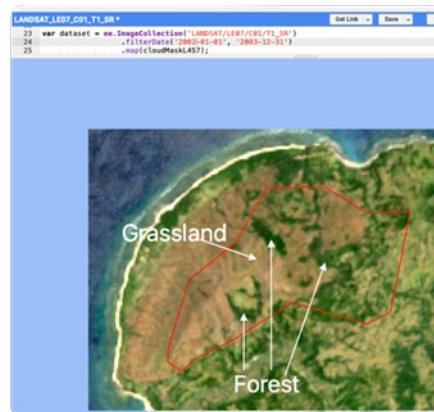 LANDSAT_LE07_C01_T1_SR *
Get Link
Save
23 var dataset = ee.ImageCollection('LANDSAT/LE07/C01/T1_SR')
24 .filterDate('2002-01-01', '2003-12-31')
25 .map(cloudMaskL457);
Grassland
Forest